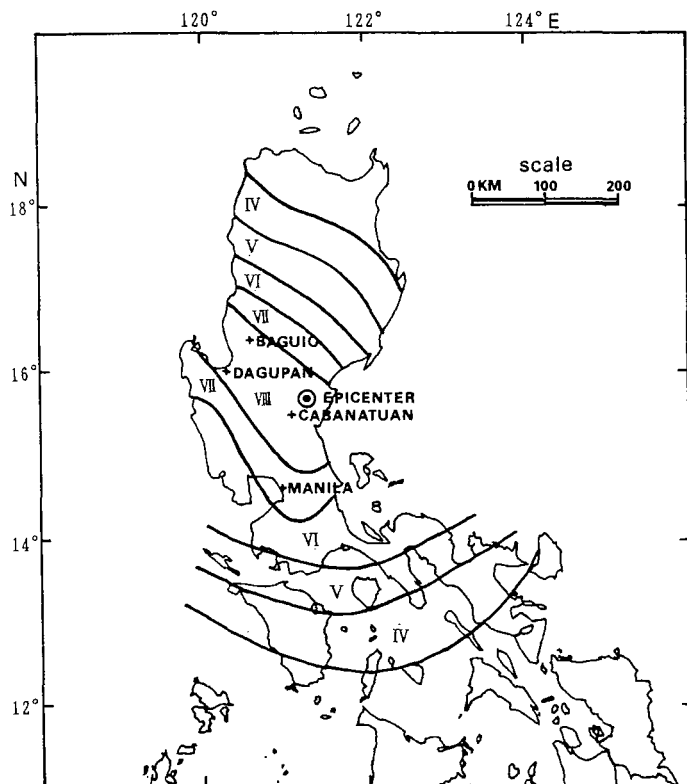 120° 122° 124° E
scale
0 KM 100 200
N
18°
IV
V
VI
VII
+BAGUIO
16°
+DAGUPAN
VII
VIII
EPICENTER
+CABANATUAN
+MANILA
VI
14°
V
IV
12°